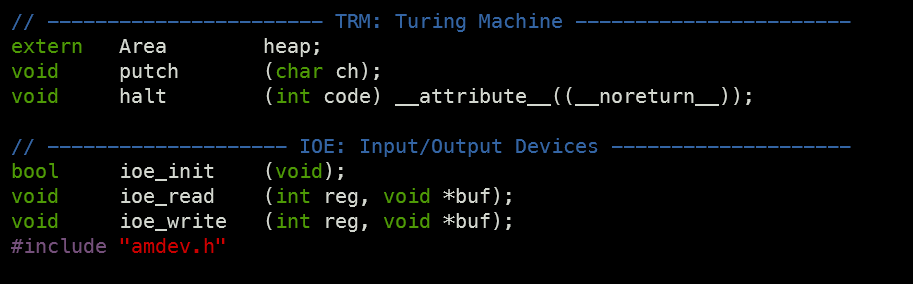 // ─────────────────────── TRM: Turing Machine ───────────────────────
extern   Area        heap;
void     putch       (char ch);
void     halt        (int code) __attribute__((__noreturn__));
// ──────────────────── IOE: Input/Output Devices ────────────────────
bool     ioe_init    (void);
void     ioe_read    (int reg, void *buf);
void     ioe_write   (int reg, void *buf);
#include "amdev.h"